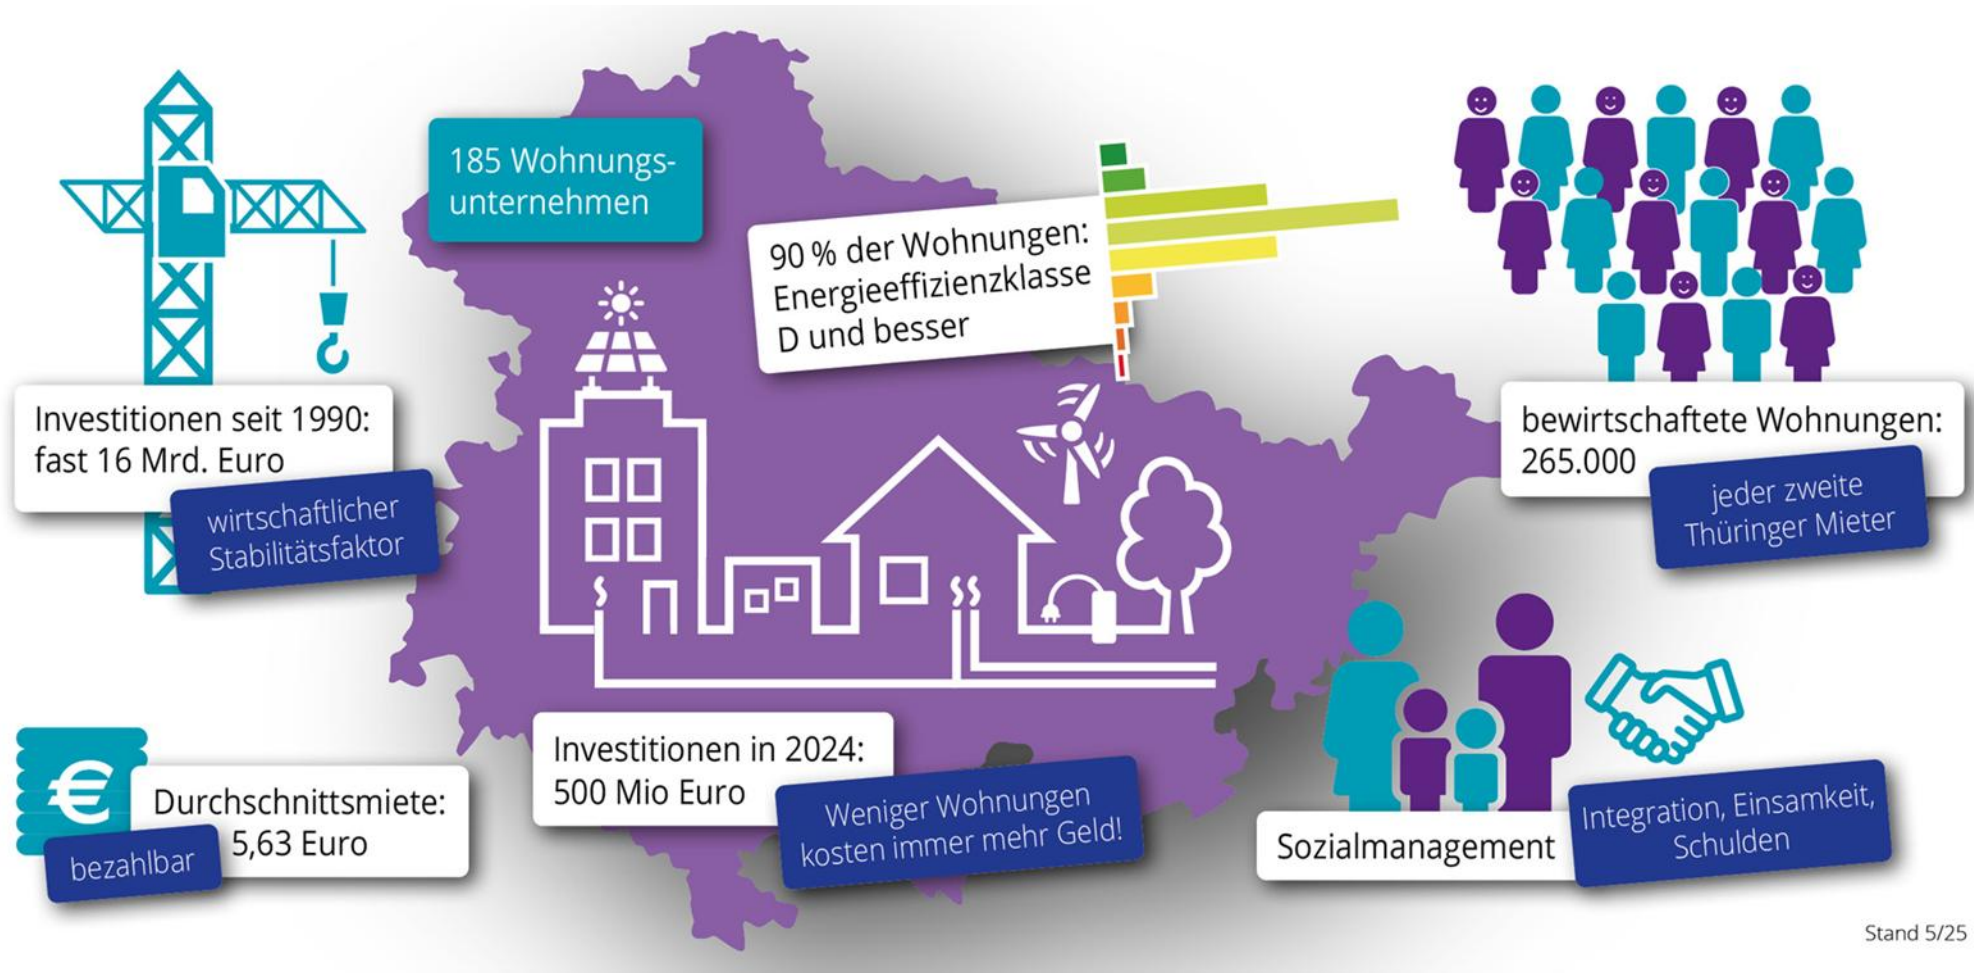 185 Wohnungs-
unternehmen
90 % der Wohnungen:
Energieeffizienzklasse
D und besser
Investitionen seit 1990:
fast 16 Mrd. Euro
wirtschaftlicher
Stabilitätsfaktor
bewirtschaftete Wohnungen:
265.000
jeder zweite
Thüringer Mieter
€
Durchschnittsmiete:
5,63 Euro
bezahlbar
Investitionen in 2024:
500 Mio Euro
Weniger Wohnungen
kosten immer mehr Geld!
Sozialmanagement
Integration, Einsamkeit,
Schulden
Stand 5/25